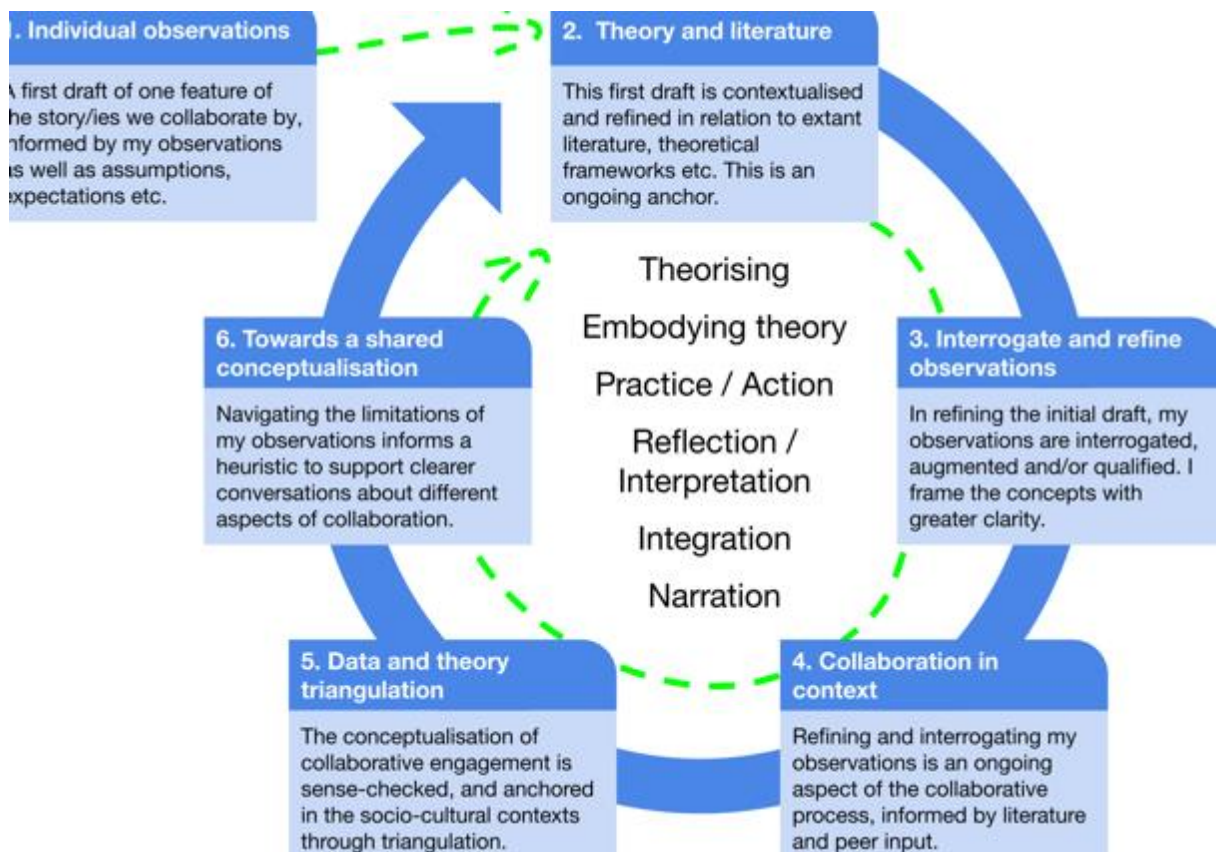 . Individual observations
A first draft of one feature of
the story/ies we collaborate by,
informed by my observations
as well as assumptions,
expectations etc.
2. Theory and literature
This first draft is contextualised
and refined in relation to extant
literature, theoretical
frameworks etc. This is an
ongoing anchor.
3. Interrogate and refine
observations
In refining the initial draft, my
observations are interrogated,
augmented and/or qualified. I
frame the concepts with
greater clarity.
4. Collaboration in
context
Refining and interrogating my
observations is an ongoing
aspect of the collaborative
process, informed by literature
and peer input.
5. Data and theory
triangulation
The conceptualisation of
collaborative engagement is
sense-checked, and anchored
in the socio-cultural contexts
through triangulation.
6. Towards a shared
conceptualisation
Navigating the limitations of
my observations informs a
heuristic to support clearer
conversations about different
aspects of collaboration.
Theorising
Embodying theory
Practice / Action
Reflection /
Interpretation
Integration
Narration